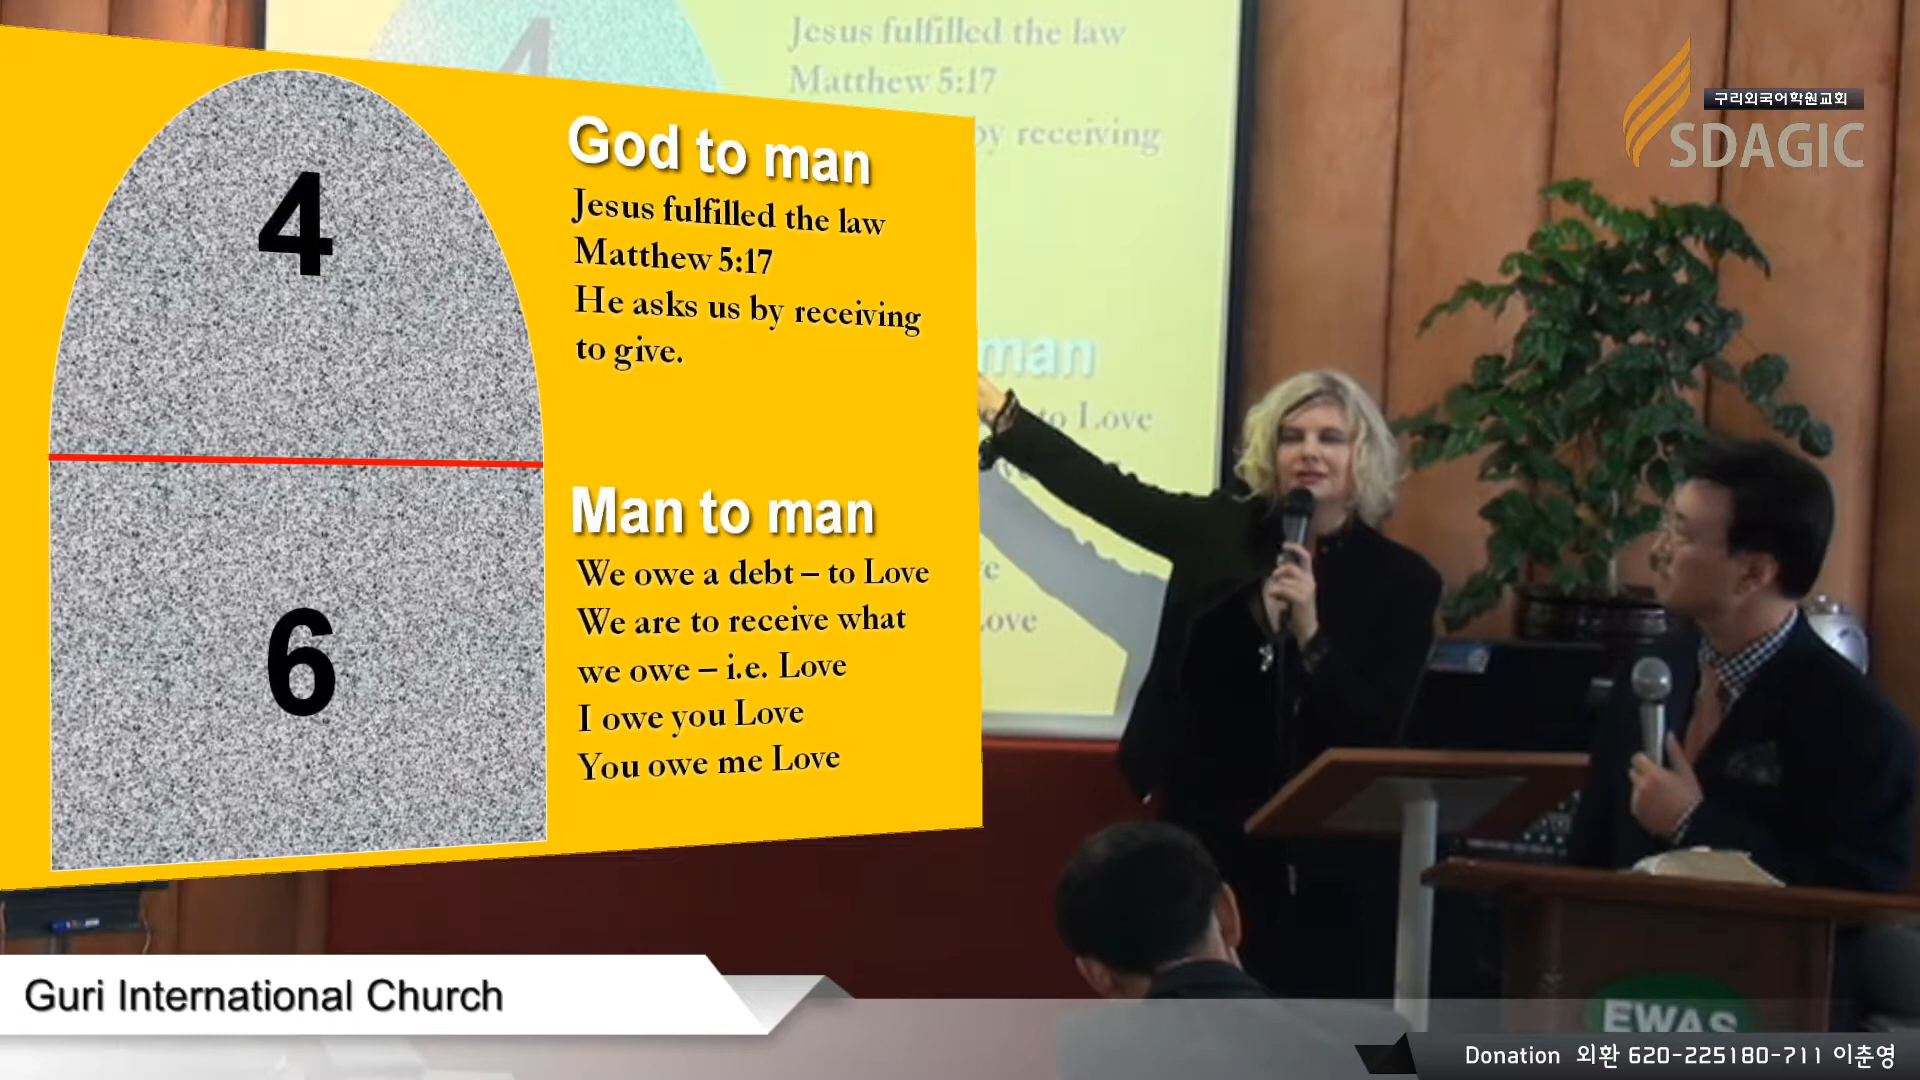 4
God to man
Jesus fulfilled the law
Matthew 5:17
He asks us by receiving
to give.
6
Man to man
We owe a debt – to Love
We are to receive what
we owe – i.e. Love
I owe you Love
You owe me Love
4
Jesus fulfilled the law
Matthew 5:17
by receiving
man
to Love
Love
구리외국어학원교회
SDAGIC
EWAS
Guri International Church
Donation 외환 620-225180-711 이춘영